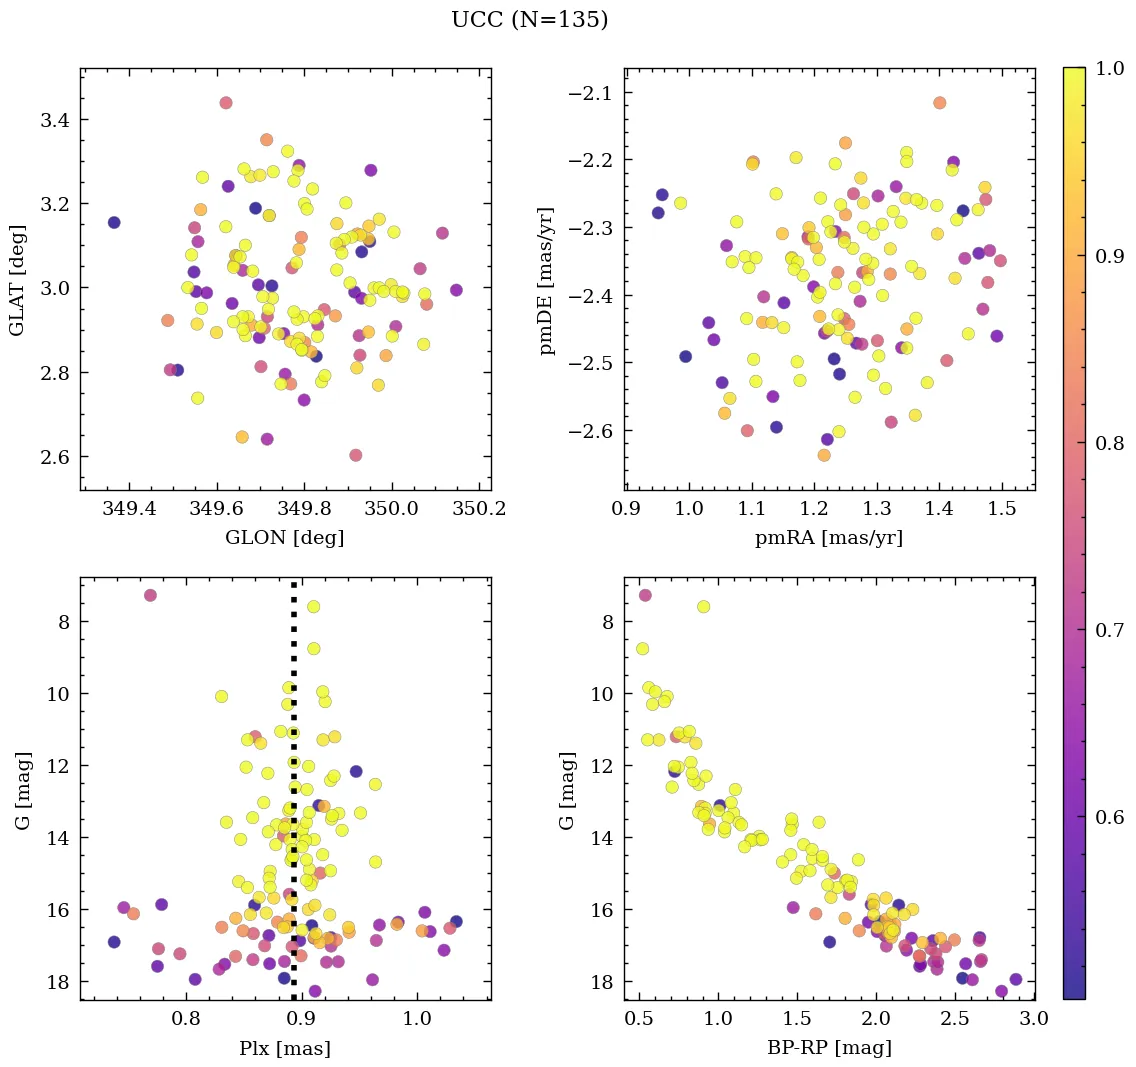 UCC (N=135)
3.4
3.2
3.0
2.8
2.6
GLAT [deg]
349.4 349.6 349.8 350.0 350.2
GLON [deg]
−2.1
−2.2
−2.3
−2.4
−2.5
−2.6
pmDE [mas/yr]
0.9 1.0 1.1 1.2 1.3 1.4 1.5
pmRA [mas/yr]
8
10
12
14
16
18
G [mag]
0.8 0.9 1.0
Plx [mas]
8
10
12
14
16
18
G [mag]
0.5 1.0 1.5 2.0 2.5 3.0
BP-RP [mag]
1.0
0.9
0.8
0.7
0.6